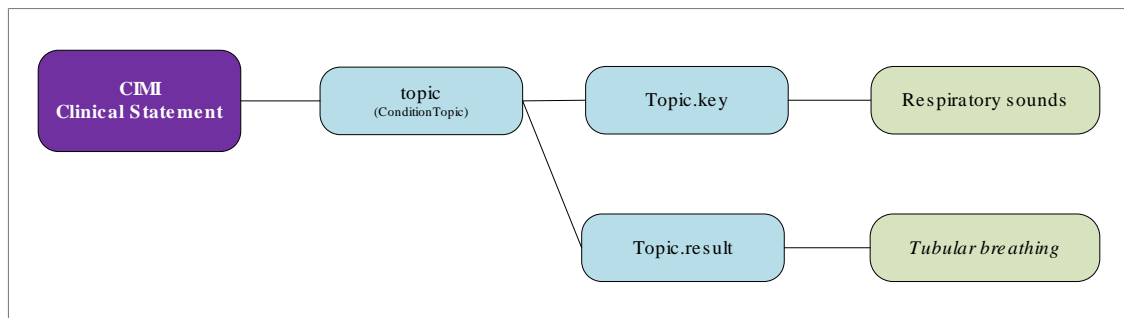 CIMI
Clinical Statement
topic
(ConditionTopic)
Topic.key
Respiratory sounds
Topic.result
Tubular breathing